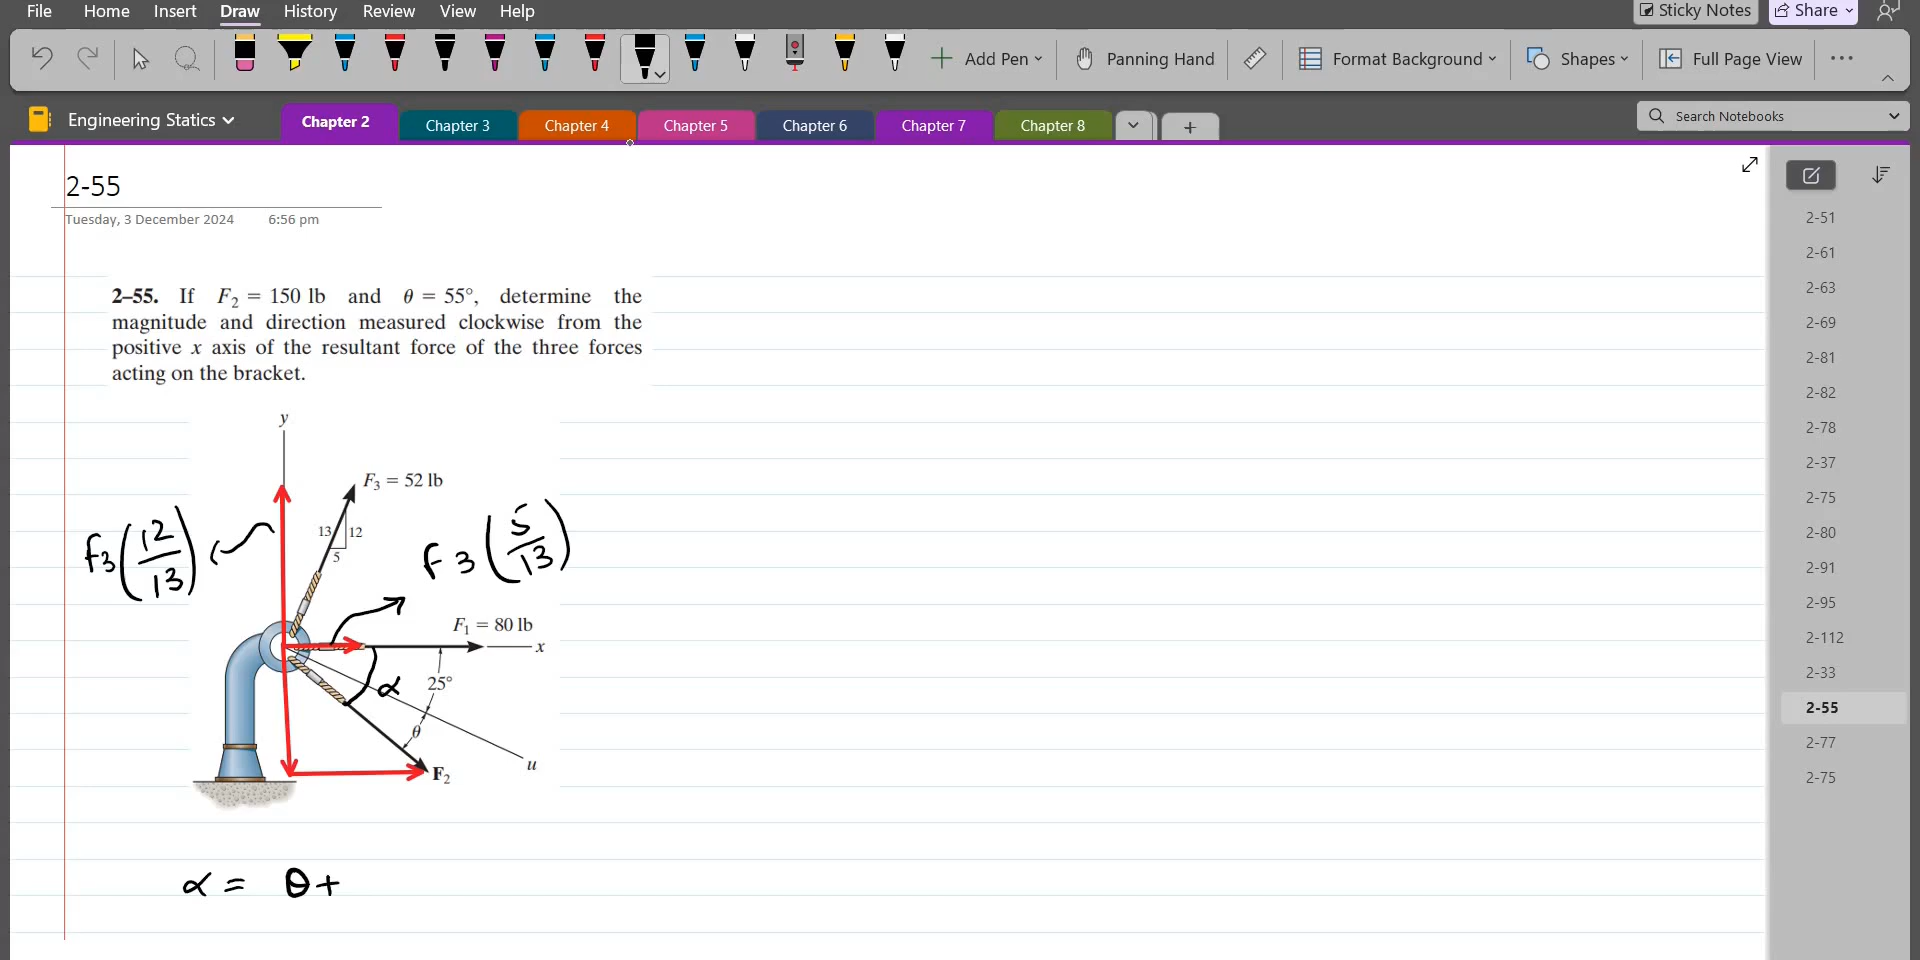 File Home Insert Draw History Review View Help
Sticky Notes Share
Add Pen Panning Hand Format Background Shapes Full Page View
Engineering Statics Chapter 2 Chapter 3 Chapter 4 Chapter 5 Chapter 6 Chapter 7 Chapter 8
Search Notebooks
2-55
Tuesday, 3 December 2024 6:56 pm
2–55. If F₂ = 150 lb and θ = 55°, determine the
magnitude and direction measured clockwise from the
positive x axis of the resultant force of the three forces
acting on the bracket.
y
F₃ = 52 lb
13
12
5
F3(12/13)
F3(5/13)
F₁ = 80 lb
x
α
25°
θ
u
F₂
α = θ+
2-51
2-61
2-63
2-69
2-81
2-82
2-78
2-37
2-75
2-80
2-91
2-95
2-112
2-33
2-55
2-77
2-75